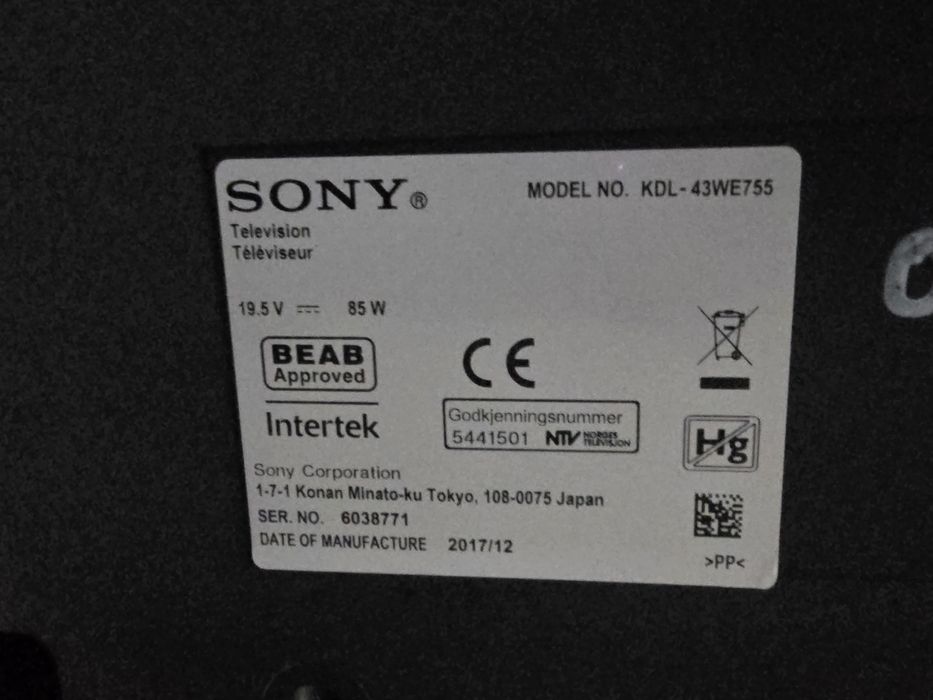 SONY®
MODEL NO. KDL-43WE755
Television
Téléviseur
19.5 V ⎓ 85 W
BEAB
Approved
CE
Intertek
Godkjenningsnummer
5441501 NTV NORGES TELEVISJON
Hg
Sony Corporation
1-7-1 Konan Minato-ku Tokyo, 108-0075 Japan
SER. NO. 6038771
DATE OF MANUFACTURE 2017/12
>PP<